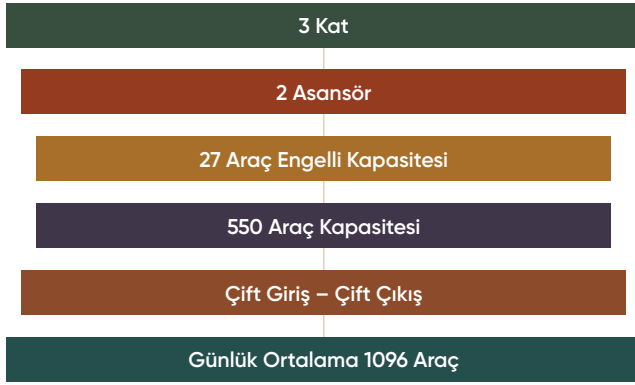 3 Kat
2 Asansör
27 Araç Engelli Kapasitesi
550 Araç Kapasitesi
Çift Giriş – Çift Çıkış
Günlük Ortalama 1096 Araç